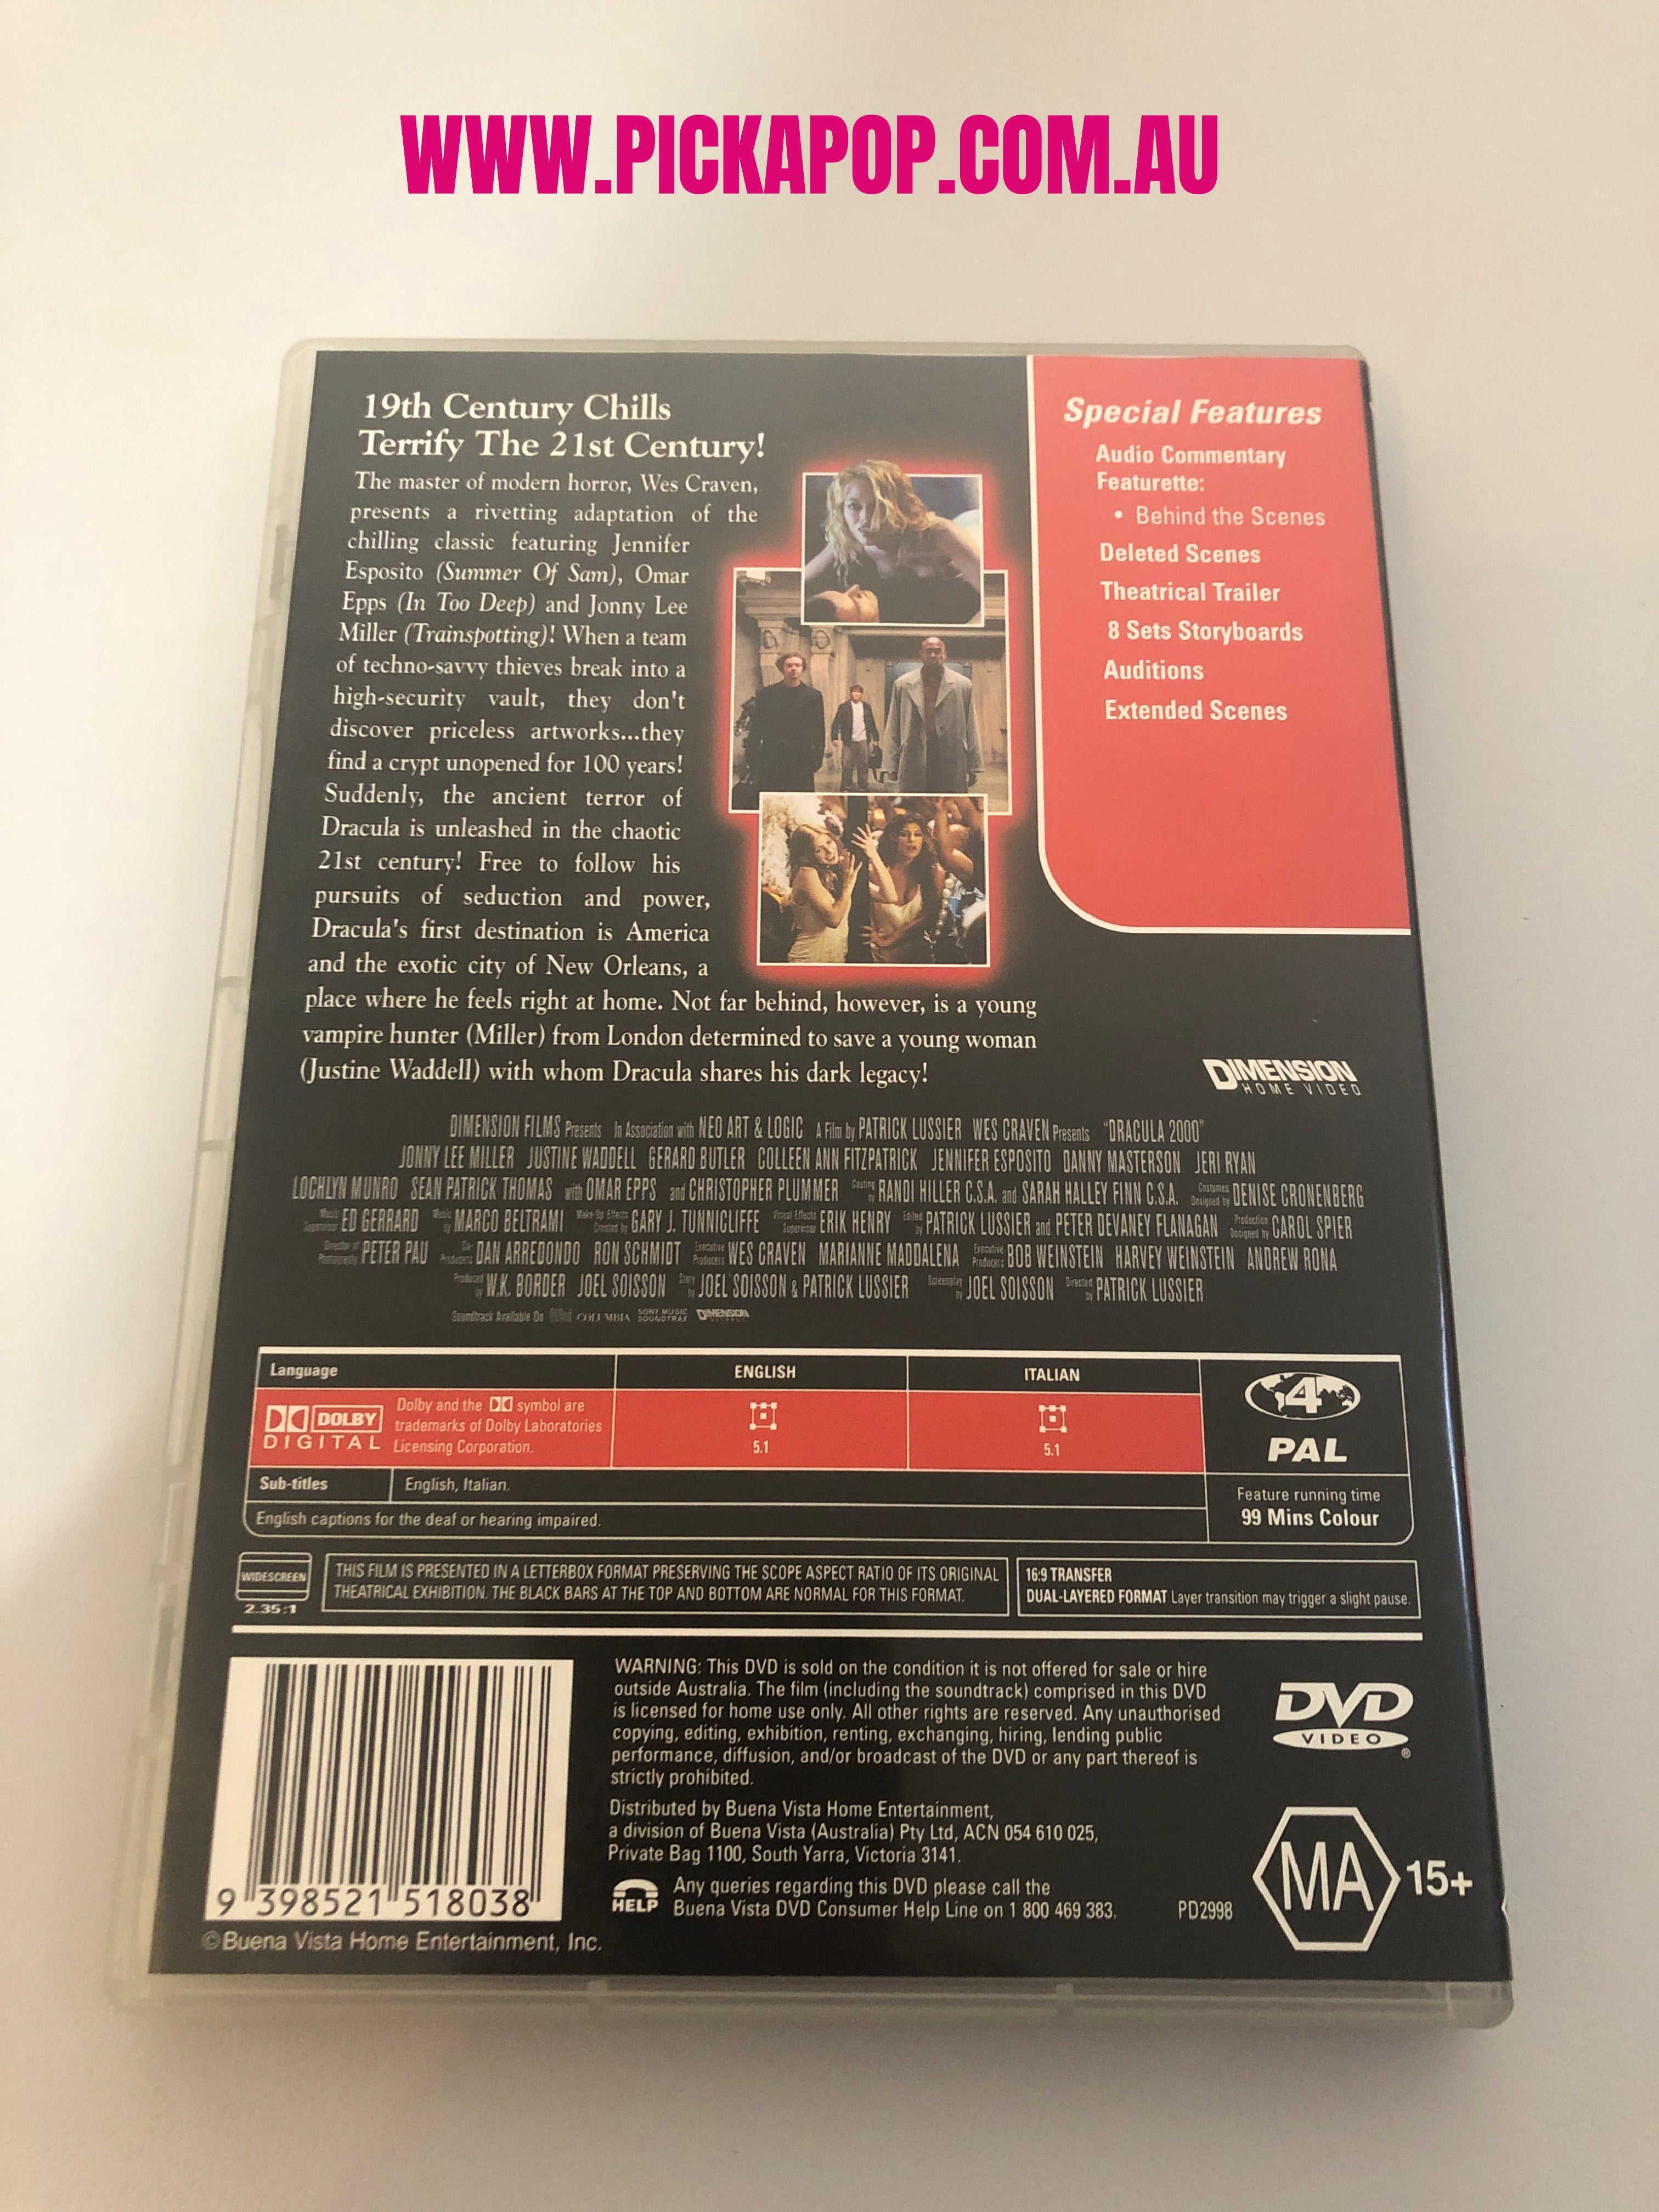 WWW.PICKAPOP.COM.AU
19th Century Chills
Terrify The 21st Century!
The master of modern horror, Wes Craven,
presents a rivetting adaptation of the
chilling classic featuring Jennifer
Esposito (Summer Of Sam), Omar
Epps (In Too Deep) and Jonny Lee
Miller (Trainspotting)! When a team
of techno-savvy thieves break into a
high-security vault, they don't
discover priceless artworks...they
find a crypt unopened for 100 years!
Suddenly, the ancient terror of
Dracula is unleashed in the chaotic
21st century! Free to follow his
pursuits of seduction and power,
Dracula's first destination is America
and the exotic city of New Orleans, a
place where he feels right at home. Not far behind, however, is a young
vampire hunter (Miller) from London determined to save a young woman
(Justine Waddell) with whom Dracula shares his dark legacy!
Special Features
Audio Commentary
Featurette:
• Behind the Scenes
Deleted Scenes
Theatrical Trailer
8 Sets Storyboards
Auditions
Extended Scenes
DIMENSION
HOME VIDEO
DIMENSION FILMS Presents In Association with NEO ART & LOGIC A Film by PATRICK LUSSIER WES CRAVEN Presents "DRACULA 2000"
JONNY LEE MILLER JUSTINE WADDELL GERARD BUTLER COLLEEN ANN FITZPATRICK JENNIFER ESPOSITO DANNY MASTERSON JERI RYAN
LOCHLYN MUNRO SEAN PATRICK THOMAS with OMAR EPPS and CHRISTOPHER PLUMMER Casting by RANDI HILLER C.S.A. and SARAH HALLEY FINN C.S.A. Costumes Designed by DENISE CRONENBERG
Music Supervisor ED GERRARD Music by MARCO BELTRAMI Make-Up Effects Created by GARY J. TUNNICLIFFE Visual Effects Supervisor ERIK HENRY Edited by PATRICK LUSSIER and PETER DEVANEY FLANAGAN Production Designed by CAROL SPIER
Director of Photography PETER PAU Co-Producers DAN ARREDONDO RON SCHMIDT Executive Producers WES CRAVEN MARIANNE MADDALENA Executive Producers BOB WEINSTEIN HARVEY WEINSTEIN ANDREW RONA
Produced by W.K. BORDER JOEL SOISSON Story by JOEL SOISSON & PATRICK LUSSIER Screenplay by JOEL SOISSON Directed by PATRICK LUSSIER
Soundtrack Available On COLUMBIA SONY MUSIC SOUNDTRAX DIMENSION
Language
ENGLISH
ITALIAN
DOLBY
DIGITAL
Dolby and the symbol are
trademarks of Dolby Laboratories
Licensing Corporation.
5.1
5.1
4
PAL
Sub-titles
English, Italian.
English captions for the deaf or hearing impaired.
Feature running time
99 Mins Colour
WIDESCREEN
2.35:1
THIS FILM IS PRESENTED IN A LETTERBOX FORMAT PRESERVING THE SCOPE ASPECT RATIO OF ITS ORIGINAL
THEATRICAL EXHIBITION. THE BLACK BARS AT THE TOP AND BOTTOM ARE NORMAL FOR THIS FORMAT.
16:9 TRANSFER
DUAL-LAYERED FORMAT Layer transition may trigger a slight pause.
WARNING: This DVD is sold on the condition it is not offered for sale or hire
outside Australia. The film (including the soundtrack) comprised in this DVD
is licensed for home use only. All other rights are reserved. Any unauthorised
copying, editing, exhibition, renting, exchanging, hiring, lending public
performance, diffusion, and/or broadcast of the DVD or any part thereof is
strictly prohibited.
Distributed by Buena Vista Home Entertainment,
a division of Buena Vista (Australia) Pty Ltd, ACN 054 610 025,
Private Bag 1100, South Yarra, Victoria 3141.
HELP
Any queries regarding this DVD please call the
Buena Vista DVD Consumer Help Line on 1 800 469 383.
PD2998
DVD
VIDEO
®
MA 15+
9 398521 518038
©Buena Vista Home Entertainment, Inc.